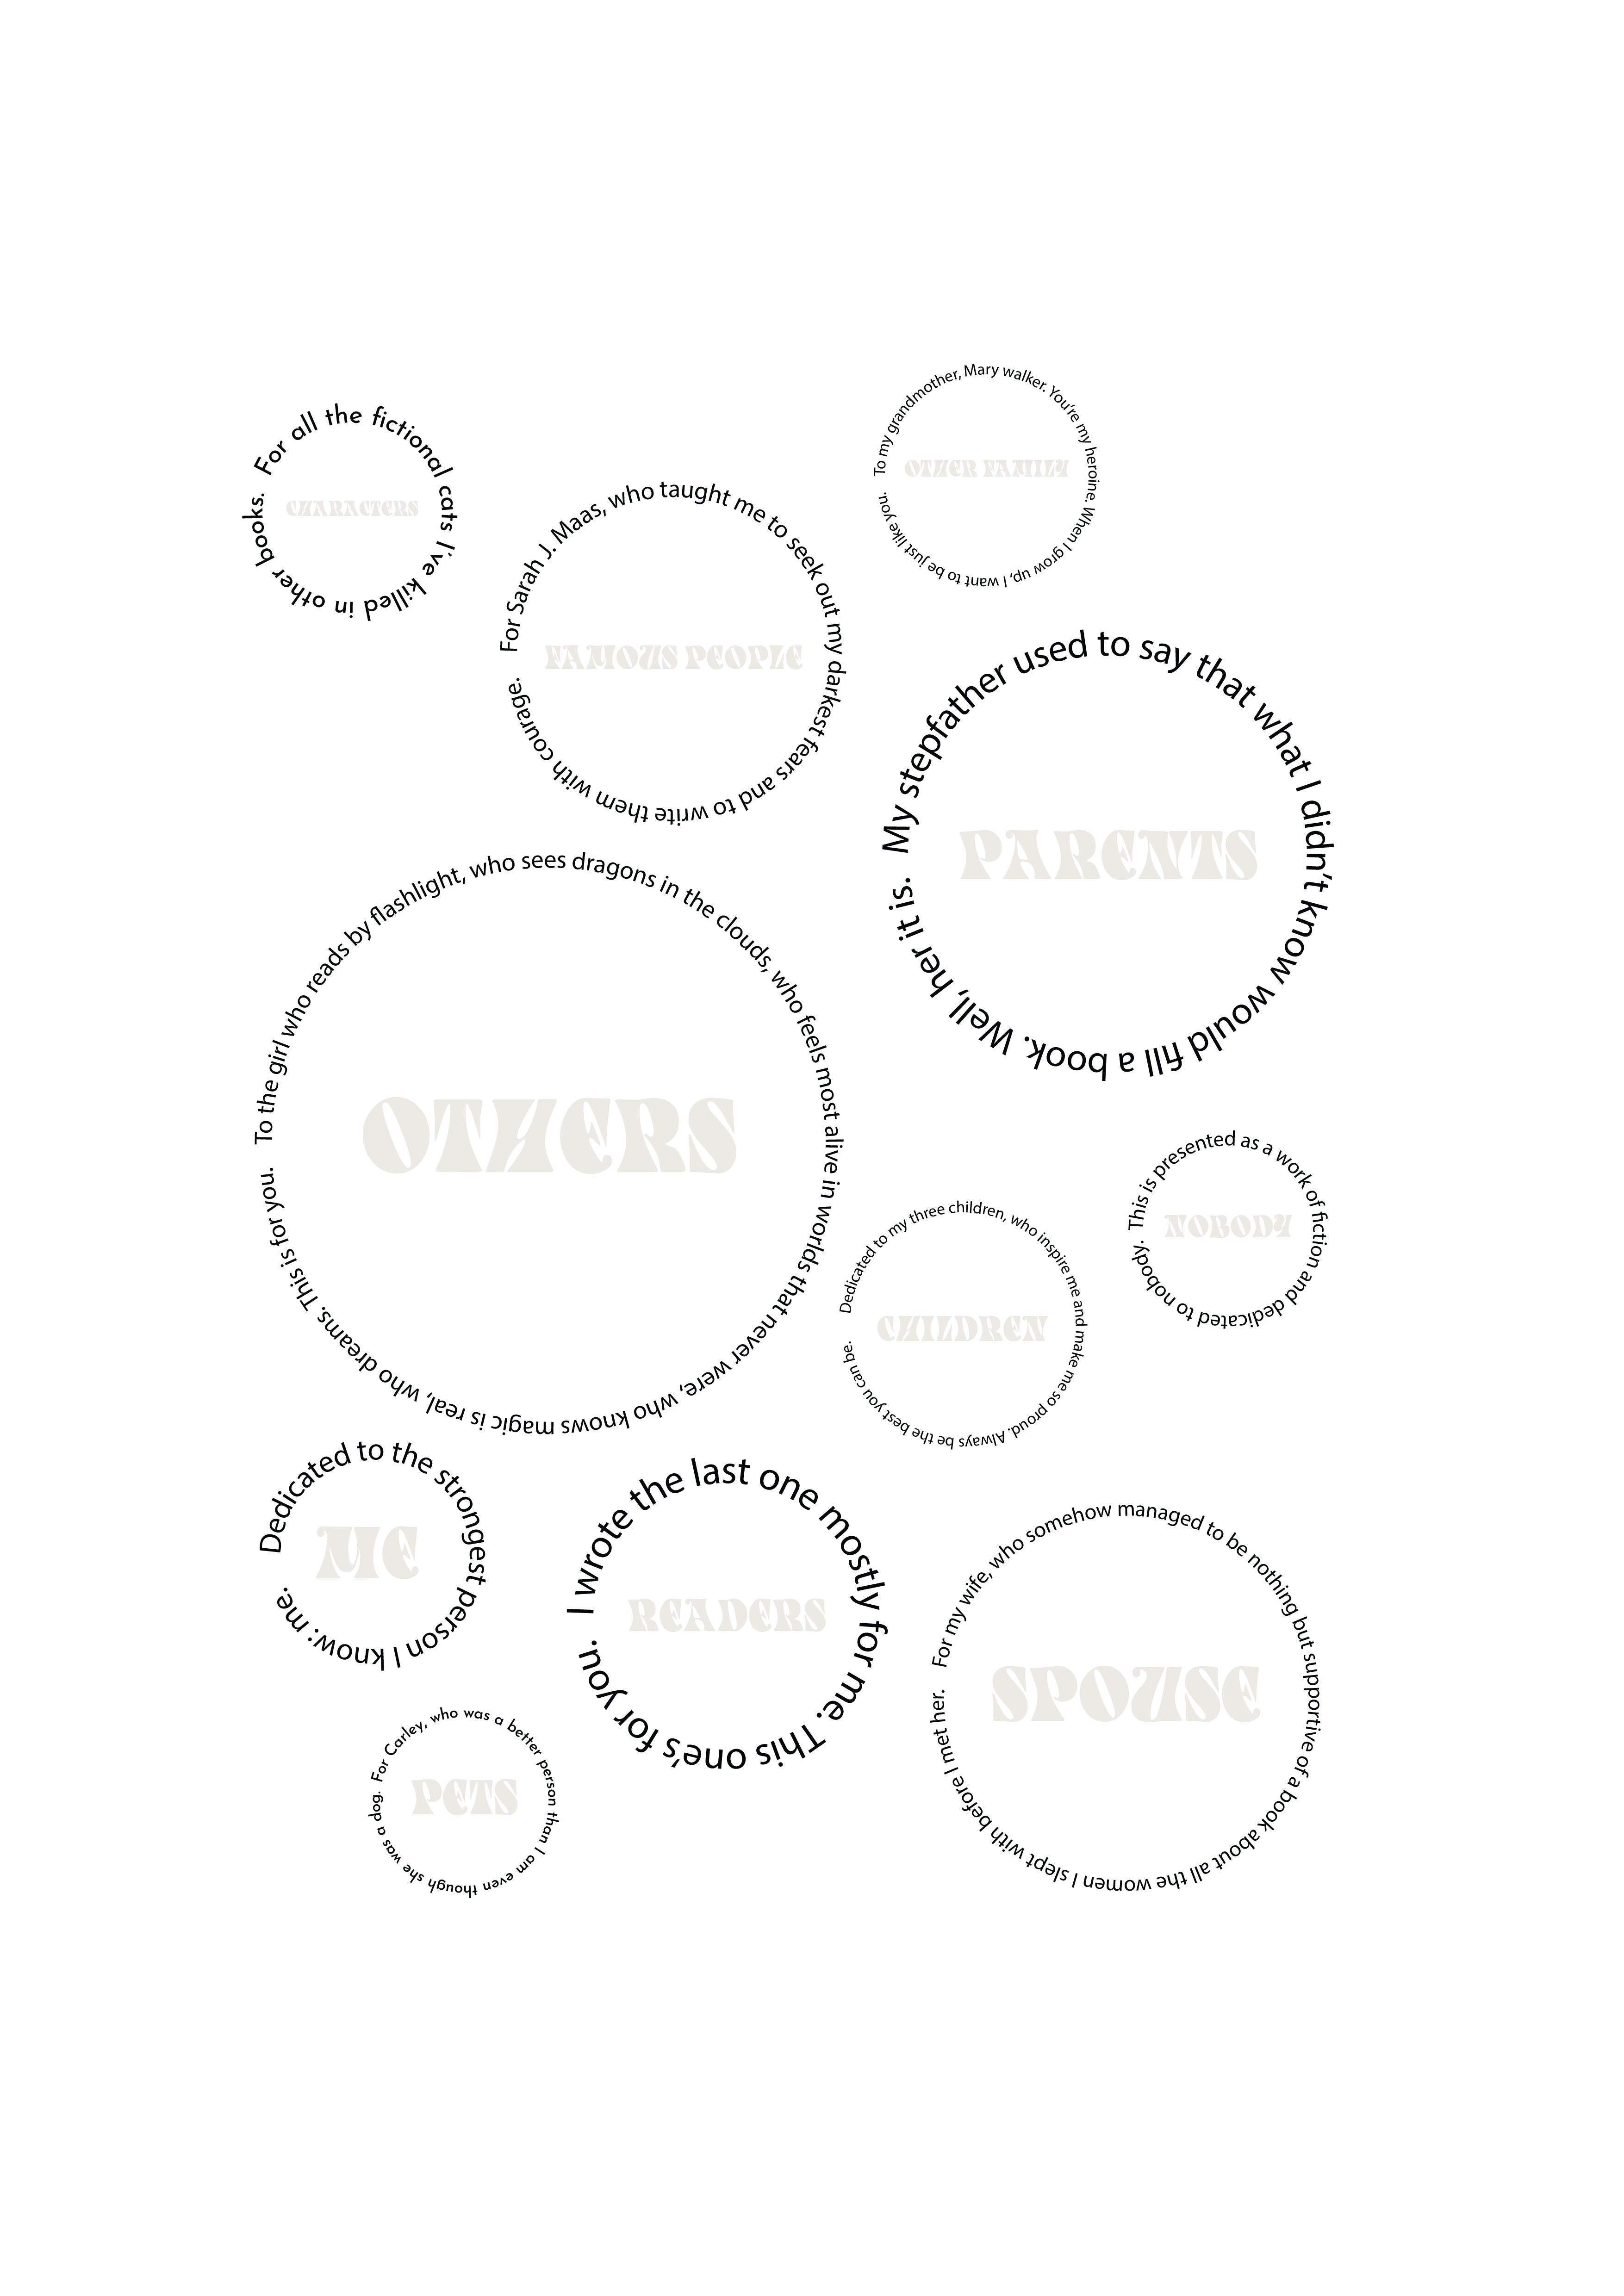 To my grandmother, Mary walker. You're my heroine. When I grow up, I want to be just like you.
OTHER FAMILY
For all the fictional cats I've killed in other books.
CHARACTERS
For Sarah J. Maas, who taught me to seek out my darkest fears and to write them with courage.
FAMOUS PEOPLE
My stepfather used to say that what I didn't know would fill a book. Well, her it is.
PARENTS
To the girl who reads by flashlight, who sees dragons in the clouds, who feels most alive in worlds that never were, who knows magic is real, who dreams. This is for you.
OTHERS
This is presented as a work of fiction and dedicated to nobody.
NOBODY
Dedicated to my three children, who inspire me and make me so proud. Always be the best you can be.
CHILDREN
Dedicated to the strongest person I know: me.
ME
I wrote the last one mostly for me. This one's for you.
READERS
For my wife, who somehow managed to be nothing but supportive of a book about all the women I slept with before I met her.
SPOUSE
For Carley, who was a better person than I am even though she was a dog.
PETS